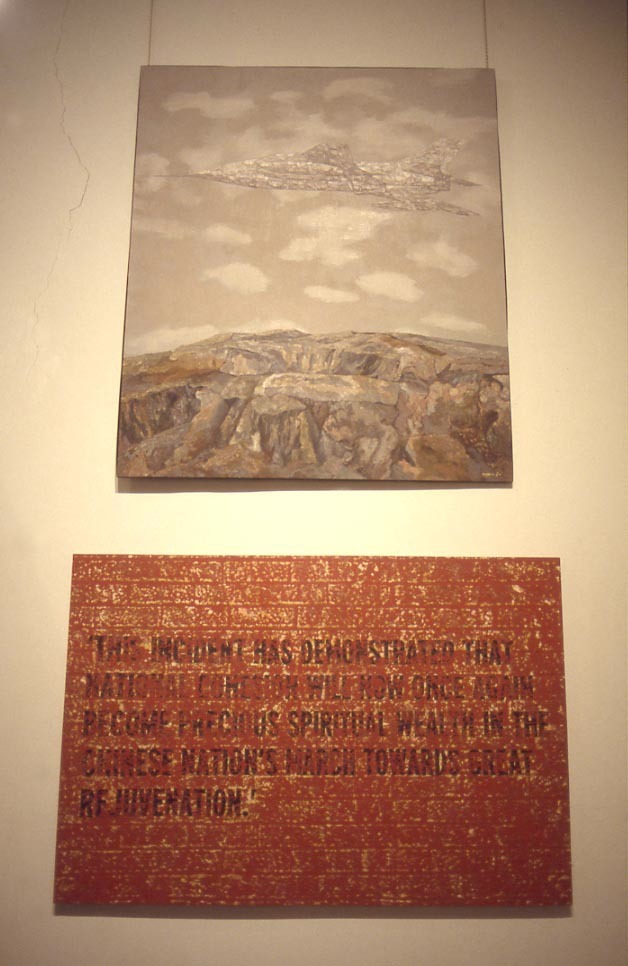 'THIS INCIDENT HAS DEMONSTRATED THAT
NATIONAL COHESION WILL NOW ONCE AGAIN
BECOME PRECIOUS SPIRITUAL WEALTH IN THE
CHINESE NATION'S MARCH TOWARDS GREAT
REJUVENATION.'